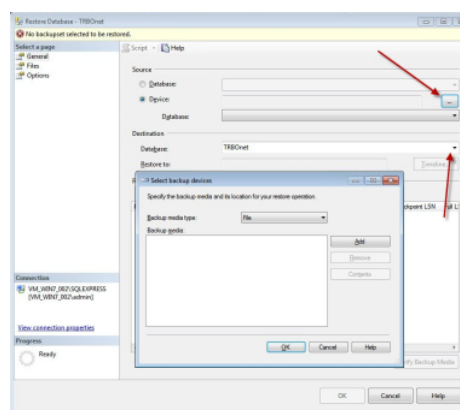 Restore Database - TRBOnet
No backupset selected to be restored.
Select a page
General
Files
Options
Script
Help
Source
Database:
Device:
...
Database:
Destination
Database:
TRBOnet
Restore to:
Timeline...
Select backup devices
Specify the backup media and its location for your restore operation.
Backup media type:
File
Backup media:
Add
Remove
Contents
OK
Cancel
Help
Connection
VM_WIN7_002\SQLEXPRESS
[VM_WIN7_002\admin]
View connection properties
Progress
Ready
Backup Media
OK
Cancel
Help